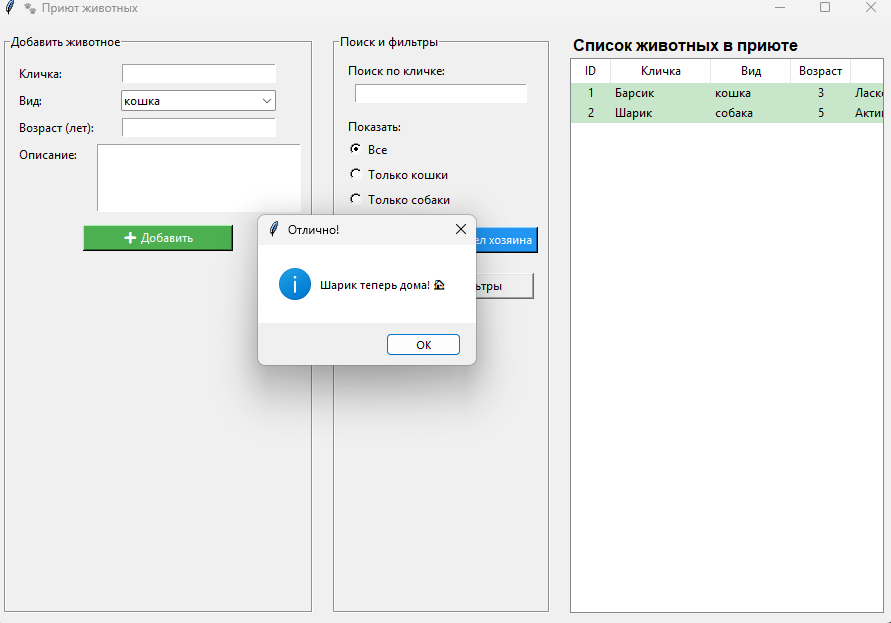 Приют животных
Добавить животное
Кличка:
Вид:
кошка
Возраст (лет):
Описание:
Добавить
Поиск и фильтры
Поиск по кличке:
Показать:
Все
Только кошки
Только собаки
хозяина
Отлично!
Шарик теперь дома!
OK
Список животных в приюте
ID Кличка Вид Возраст
1 Барсик кошка 3
2 Шарик собака 5